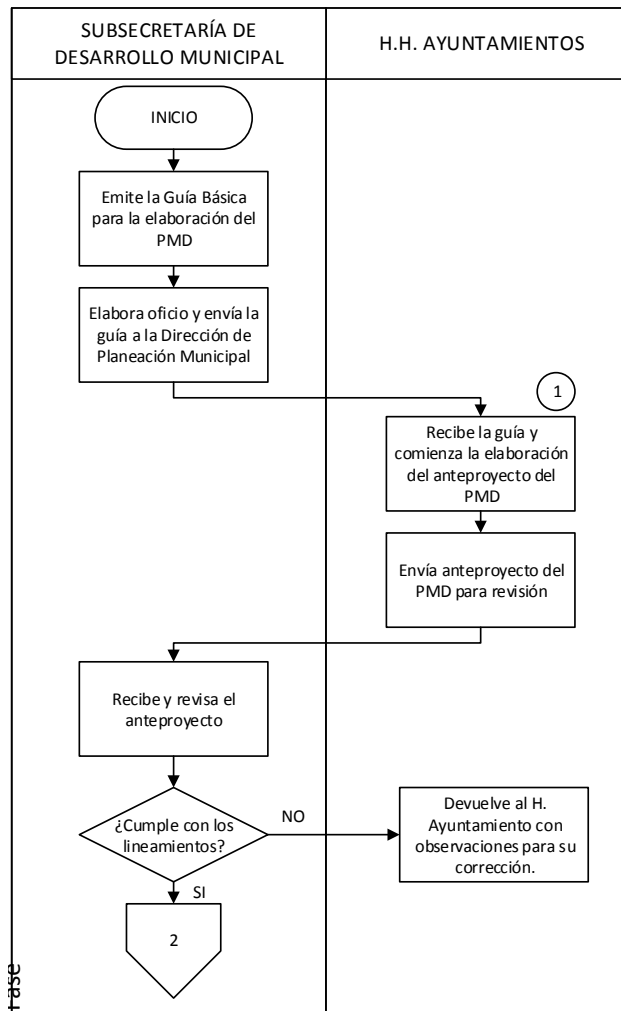 SUBSECRETARÍA DE
DESARROLLO MUNICIPAL
H.H. AYUNTAMIENTOS
INICIO
Emite la Guía Básica
para la elaboración del
PMD
Elabora oficio y envía la
guía a la Dirección de
Planeación Municipal
1
Recibe la guía y
comienza la elaboración
del anteproyecto del
PMD
Envía anteproyecto del
PMD para revisión
Recibe y revisa el
anteproyecto
¿Cumple con los
lineamientos?
NO
Devuelve al H.
Ayuntamiento con
observaciones para su
corrección.
SI
2
Fase